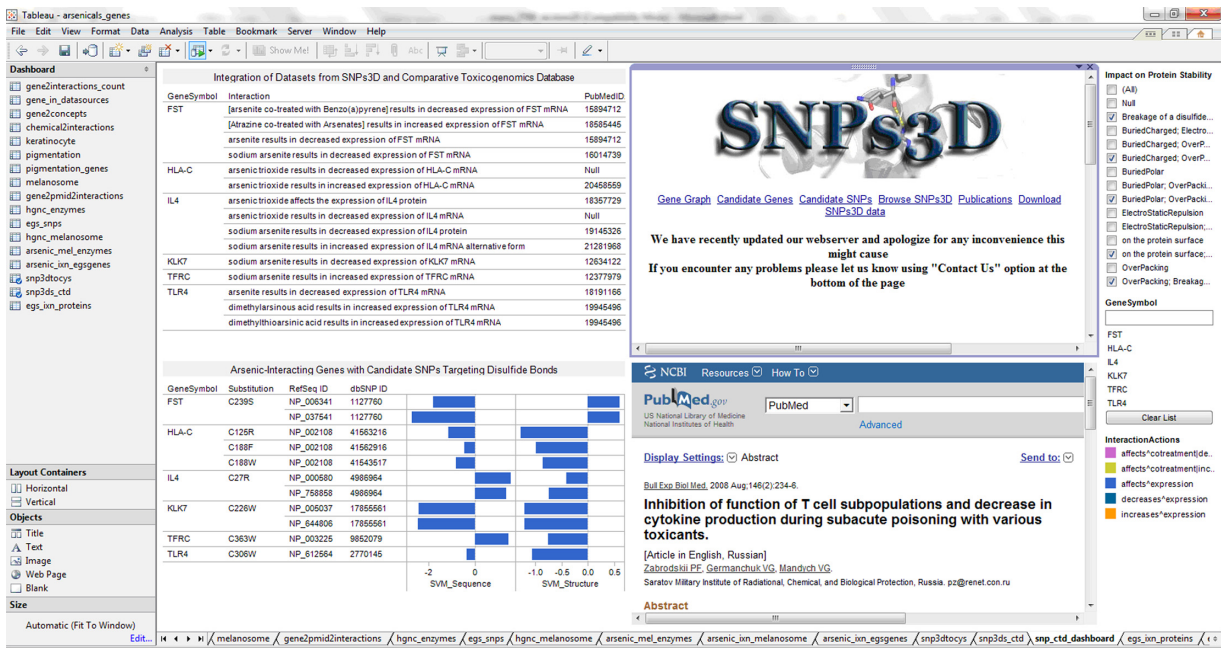 Tableau - arsenicals_genes
File Edit View Format Data Analysis Table Bookmark Server Window Help
Show Me!
Abc
Dashboard
gene2interactions_count
gene_in_datasources
gene2concepts
chemical2interactions
keratinocyte
pigmentation
pigmentation_genes
melanosome
gene2pmid2interactions
hgnc_enzymes
egs_snps
hgnc_melanosome
arsenic_mel_enzymes
arsenic_ixn_egsgenes
snp3dtocys
snp3ds_ctd
egs_ixn_proteins
Layout Containers
Horizontal
Vertical
Objects
Title
Text
Image
Web Page
Blank
Size
Automatic (Fit To Window)
Edit...
Integration of Datasets from SNPs3D and Comparative Toxicogenomics Database
GeneSymbol Interaction PubMedID
FST [arsenite co-treated with Benzo(a)pyrene] results in decreased expression of FST mRNA 15894712
[Atrazine co-treated with Arsenates] results in increased expression of FST mRNA 18585445
arsenite results in decreased expression of FST mRNA 15894712
sodium arsenite results in decreased expression of FST mRNA 16014739
HLA-C arsenic trioxide results in decreased expression of HLA-C mRNA Null
arsenic trioxide results in increased expression of HLA-C mRNA 20458559
IL4 arsenic trioxide affects the expression of IL4 protein 18367729
arsenic trioxide results in decreased expression of IL4 mRNA Null
sodium arsenite results in decreased expression of IL4 protein 19145326
sodium arsenite results in increased expression of IL4 mRNA alternative form 21281968
KLK7 sodium arsenite results in decreased expression of KLK7 mRNA 12634122
TFRC sodium arsenite results in increased expression of TFRC mRNA 12377979
TLR4 arsenite results in decreased expression of TLR4 mRNA 18191166
dimethylarsinous acid results in increased expression of TLR4 mRNA 19945496
dimethylthioarsinic acid results in increased expression of TLR4 mRNA 19945496
Arsenic-Interacting Genes with Candidate SNPs Targeting Disulfide Bonds
GeneSymbol Substitution RefSeq ID dbSNP ID
FST C239S NP_006341 1127760
NP_037541 1127760
HLA-C C125R NP_002108 41563216
C188F NP_002108 41562916
C188W NP_002108 41543517
IL4 C27R NP_000580 4986964
NP_758858 4986964
KLK7 C226W NP_005037 17855561
NP_644806 17855561
TFRC C363W NP_003225 9852079
TLR4 C306W NP_612564 2770145
-2 0 -1.0 -0.5 0.0 0.5
SVM_Sequence SVM_Structure
SNPs3D
Gene Graph Candidate Genes Candidate SNPs Browse SNPs3D Publications Download
SNPs3D data
We have recently updated our webserver and apologize for any inconvenience this
might cause
If you encounter any problems please let us know using "Contact Us" option at the
bottom of the page
NCBI Resources How To
PubMed.gov
US National Library of Medicine
National Institutes of Health
PubMed
Advanced
Display Settings: Abstract Send to:
Bull Exp Biol Med. 2008 Aug;146(2):234-6.
Inhibition of function of T cell subpopulations and decrease in
cytokine production during subacute poisoning with various
toxicants.
[Article in English, Russian]
Zabrodskii PF, Germanchuk VG, Mandych VG.
Saratov Military Institute of Radiational, Chemical, and Biological Protection, Russia. pz@renet.con.ru
Abstract
Impact on Protein Stability
(All)
Null
Breakage of a disulfide...
BuriedCharged; Electro...
BuriedCharged; OverP...
BuriedCharged; OverP...
BuriedPolar
BuriedPolar; OverPacki...
BuriedPolar; OverPacki...
ElectroStaticRepulsion
ElectroStaticRepulsion;...
on the protein surface
on the protein surface;...
OverPacking
OverPacking; Breakag...
GeneSymbol
FST
HLA-C
IL4
KLK7
TFRC
TLR4
Clear List
InteractionActions
affects^cotreatment|de..
affects^cotreatment|inc..
affects^expression
decreases^expression
increases^expression
melanosome gene2pmid2interactions hgnc_enzymes egs_snps hgnc_melanosome arsenic_mel_enzymes arsenic_ixn_melanosome arsenic_ixn_egsgenes snp3dtocys snp3ds_ctd snp_ctd_dashboard egs_ixn_proteins